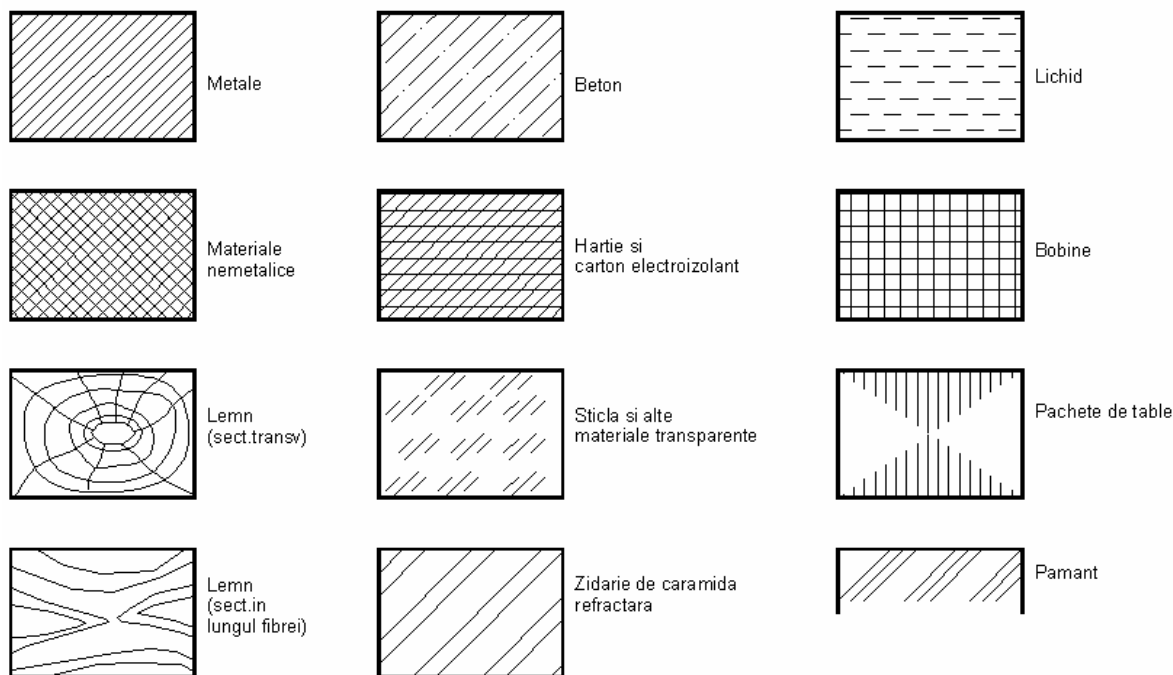 Metale
Beton
Lichid
Materiale
nemetalice
Hartie si
carton electroizolant
Bobine
Lemn
(sect.transv)
Sticla si alte
materiale transparente
Pachete de table
Lemn
(sect.in
lungul fibrei)
Zidarie de caramida
refractara
Pamant